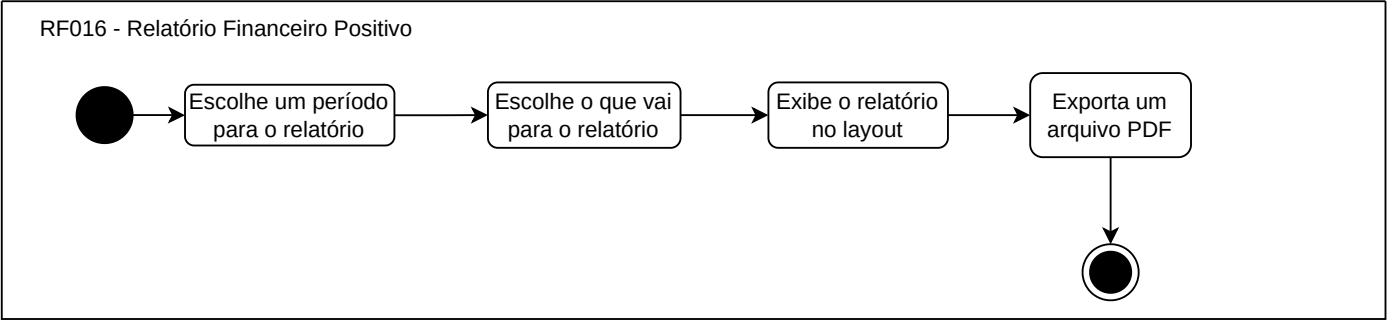 RF016 - Relatório Financeiro Positivo
Escolhe um período
para o relatório
Escolhe o que vai
para o relatório
Exibe o relatório
no layout
Exporta um
arquivo PDF